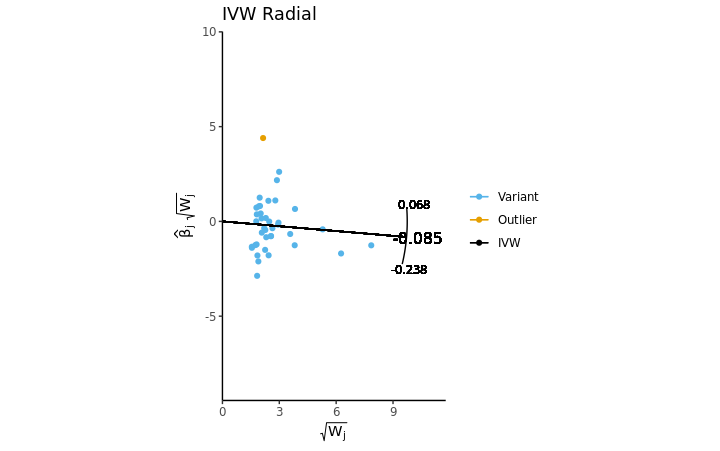 IVW Radial
10
5
0
-5
0 3 6 9
β̂j √Wj
√Wj
0.068
-0.085
-0.238
Variant
Outlier
IVW